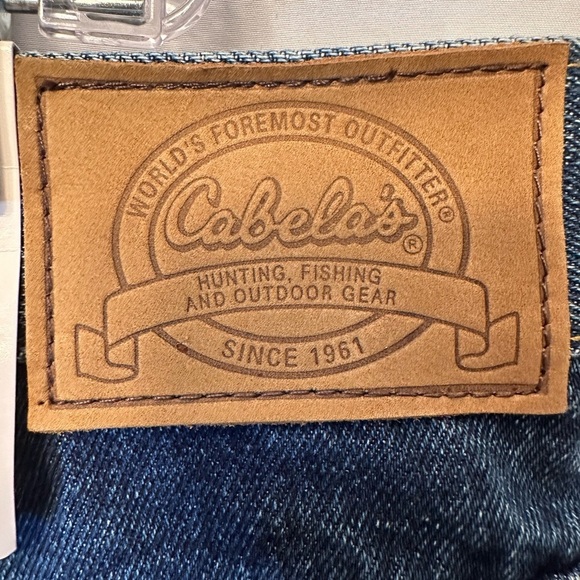 WORLD'S FOREMOST OUTFITTER®
Cabela's®
HUNTING, FISHING
AND OUTDOOR GEAR
SINCE 1961